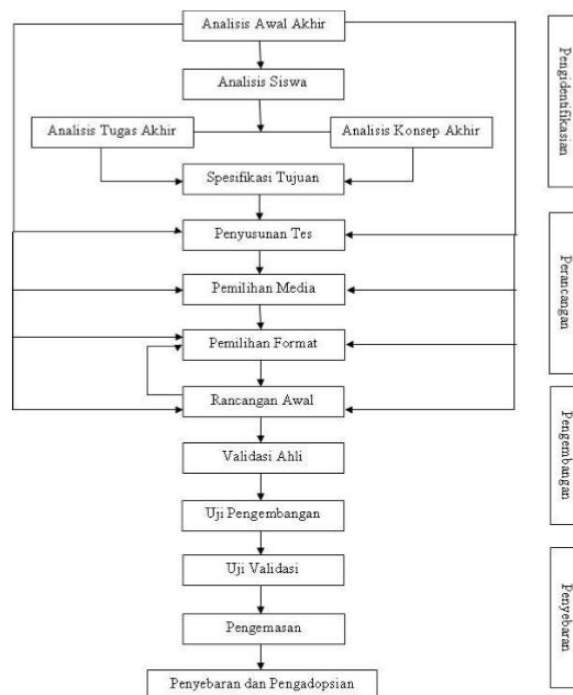 Analisis Awal Akhir
Analisis Siswa
Analisis Tugas Akhir
Analisis Konsep Akhir
Spesifikasi Tujuan
Penyusunan Tes
Pemilihan Media
Pemilihan Format
Rancangan Awal
Validasi Ahli
Uji Pengembangan
Uji Validasi
Pengemasan
Penyebaran dan Pengadopsian
Pengidentifikasian
Perancangan
Pengembangan
Penyebaran